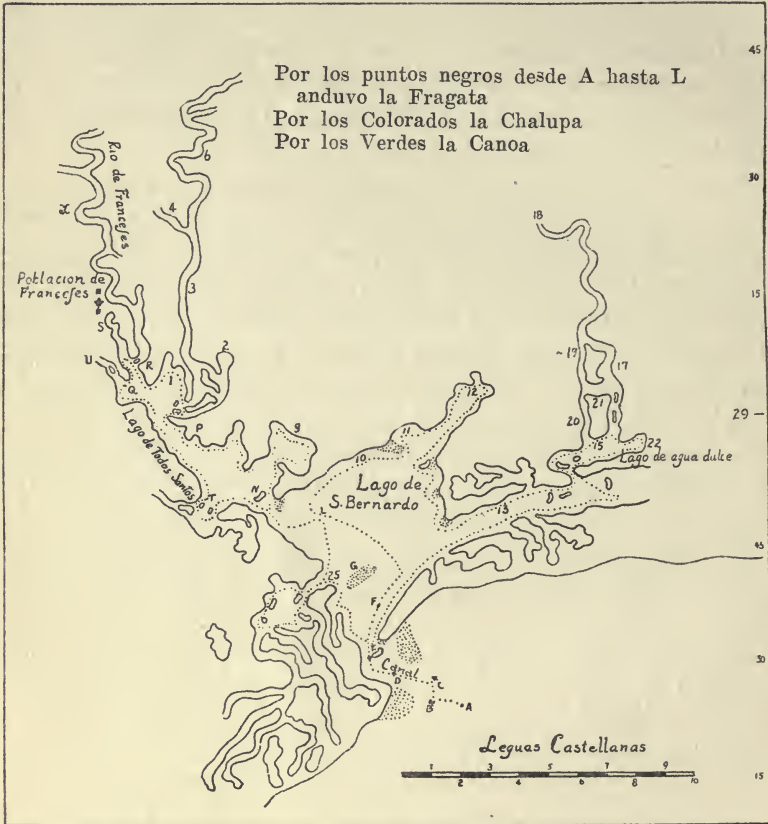 Por los puntos negros desde A hasta L
anduvo la Fragata
Por los Colorados la Chalupa
Por los Verdes la Canoa
45
30
15
29
45
30
15
Rio de Franceses
Poblacion de
Franceses
6
4
3
2
1
S
U
R
Q
P
9
Lago de Todos Santos
N
T
10
11
12
Lago de
S. Bernardo
L
G
25
F
13
18
17
17
21
20
15
22
Lago de agua dulce
Canal
D
C
B
A
Leguas Castellanas
1 3 5 7 9
2 4 6 8 10